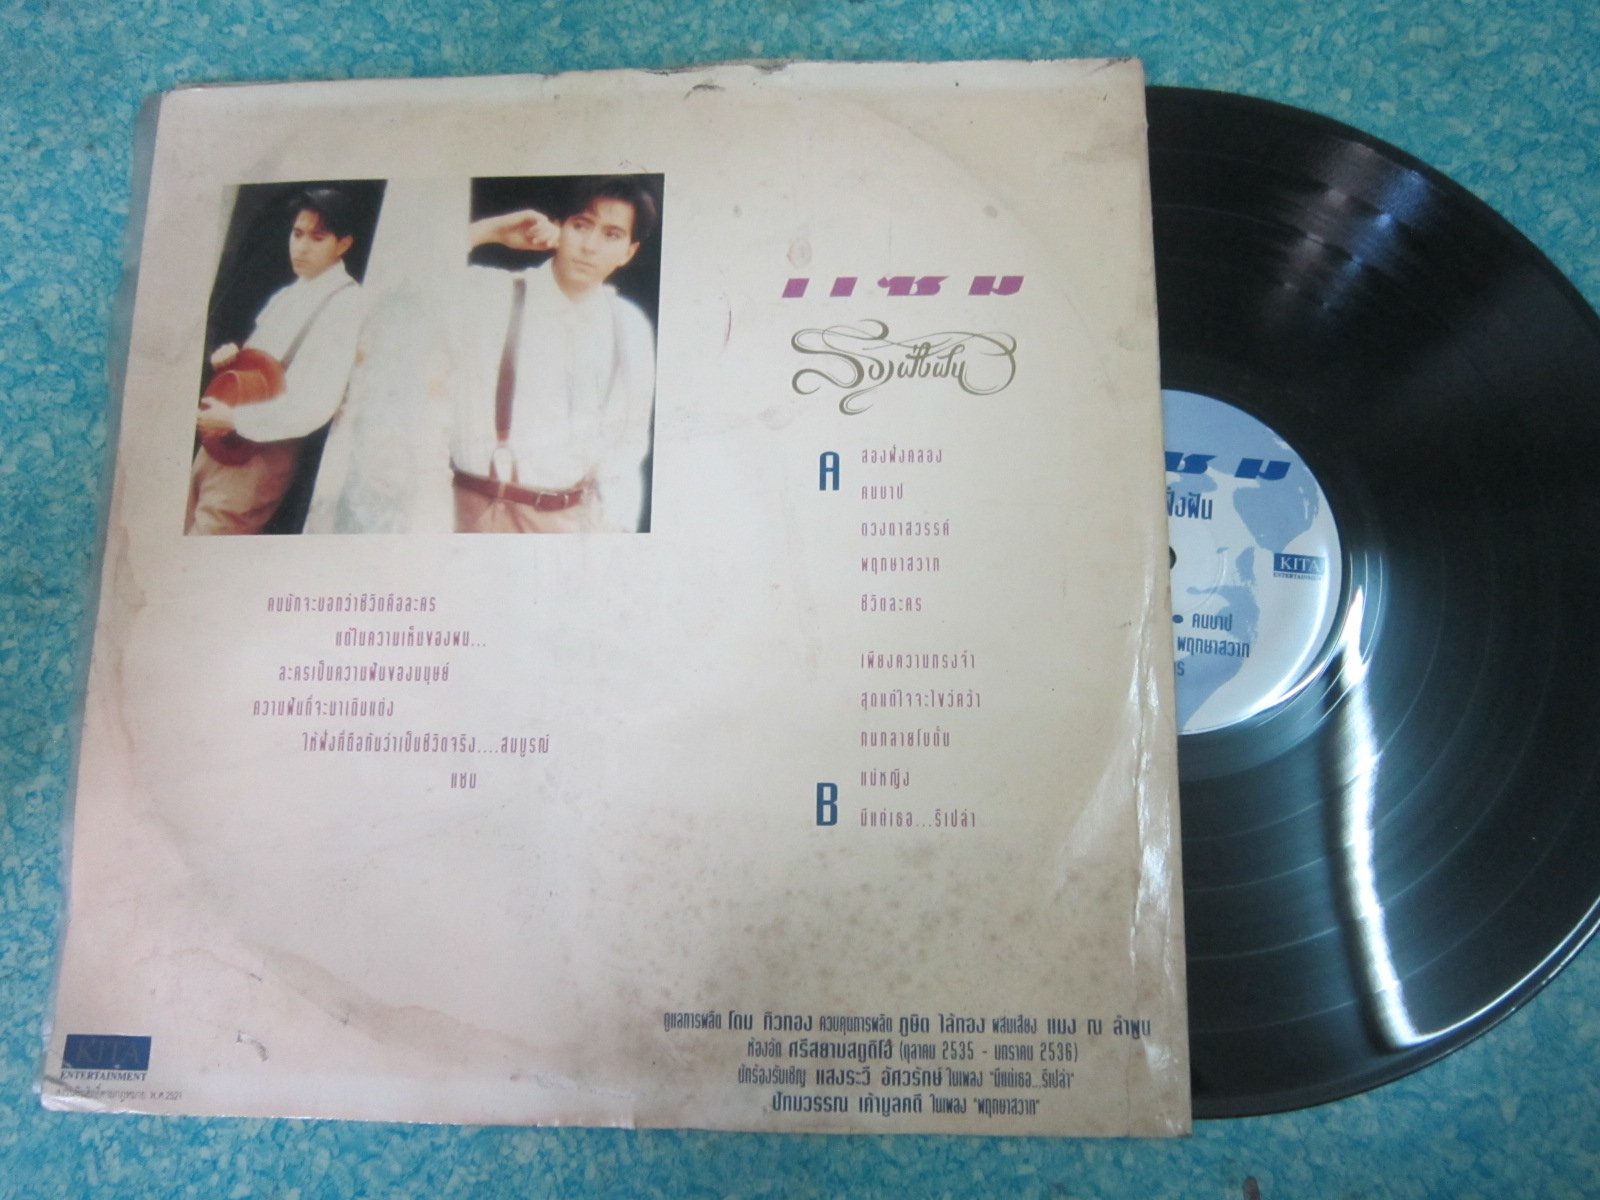 แซม
สองฝั่งฝัน
A
สองฝั่งคลอง
คนบาป
ดวงตาสวรรค์
พฤกษาสวาท
ชีวิตละคร
เพียงความทรงจำ
สุดแต่ใจจะไขว่คว้า
คนกลายใบดั้น
แม่หญิง
B
มีแต่เธอ...ริเปล่า
คนมักจะบอกว่าชีวิตคือละคร
แต่ในความเห็นของผม...
ละครเป็นความฝันของมนุษย์
ความฝันที่จะมาเติมแต่ง
ให้ฝั่งที่ถือกันว่าเป็นชีวิตจริง....สมบูรณ์
แซม
ดูแลการผลิต โดม ทิวทอง ควบคุมการผลิต ภูษิต ไล้ทอง ผสมเสียง แมง ณ ลำพูน
ห้องอัด ศรีสยามสตูดิโอ (ตุลาคม 2535 - มกราคม 2536)
นักร้องรับเชิญ แสงระวี อัศวรักษ์ ในเพลง "มีแต่เธอ...ริเปล่า"
ปัทมวรรณ เค้ามูลคดี ในเพลง "พฤกษาสวาท"
KITA
ENTERTAINMENT
พ.ศ.2521
ซม
ฝั่งฝัน
KITA
ENTERTAINMENT
• คนบาป
พฤกษาสวาท